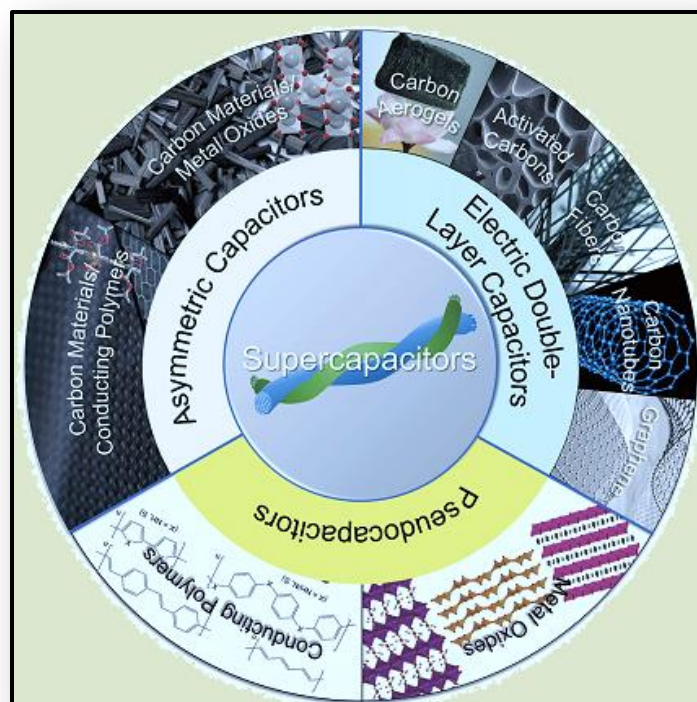 Carbon Materials/
Metal Oxides
Carbon
Aerogels
Activated
Carbons
Carbon
Fibers
Carbon
Nanotubes
Graphene
Electric Double-
Layer Capacitors
Asymmetric Capacitors
Carbon Materials/
Conducting Polymers
Supercapacitors
Pseudocapacitors
Conducting Polymers
Metal Oxides
(x = NH, S)